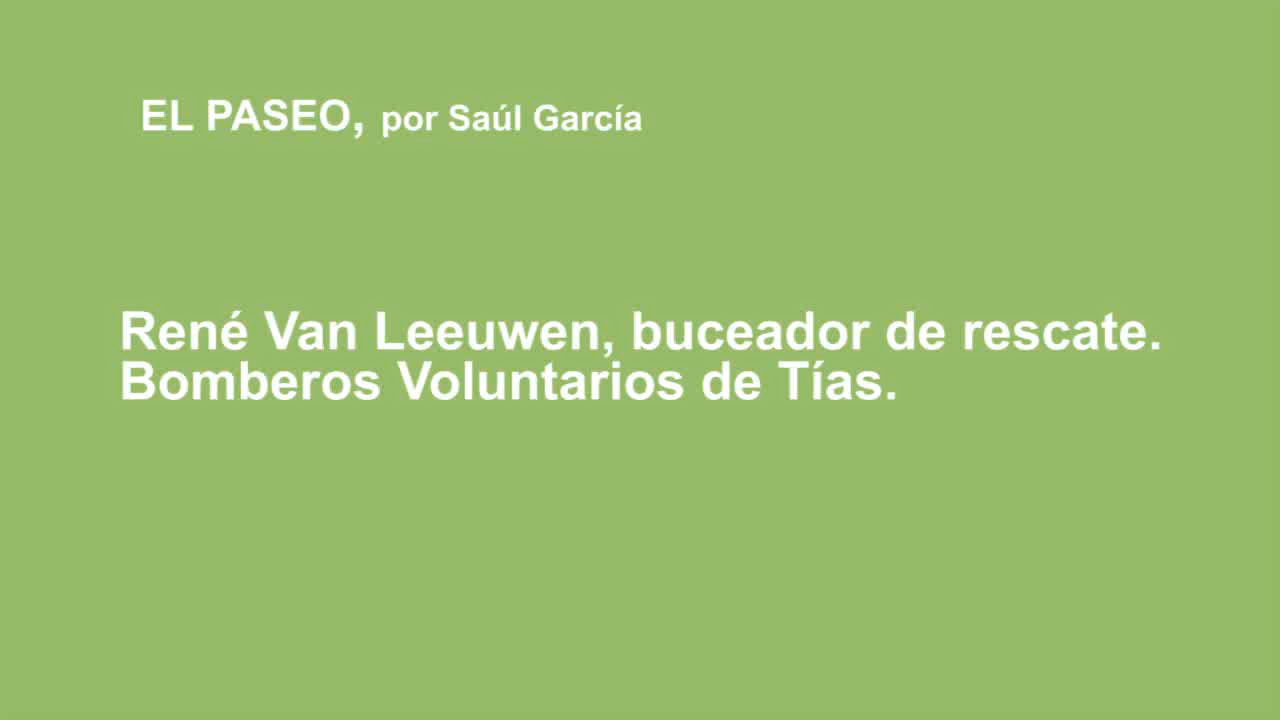 EL PASEO, por Saúl García
René Van Leeuwen, buceador de rescate.
Bomberos Voluntarios de Tías.